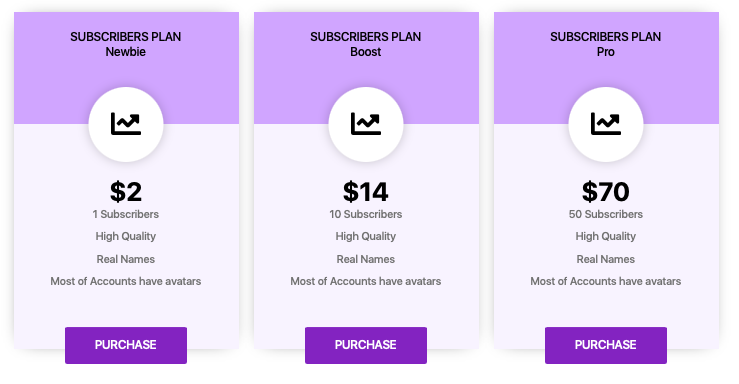 SUBSCRIBERS PLAN
Newbie
$2
1 Subscribers
High Quality
Real Names
Most of Accounts have avatars
PURCHASE
SUBSCRIBERS PLAN
Boost
$14
10 Subscribers
High Quality
Real Names
Most of Accounts have avatars
PURCHASE
SUBSCRIBERS PLAN
Pro
$70
50 Subscribers
High Quality
Real Names
Most of Accounts have avatars
PURCHASE